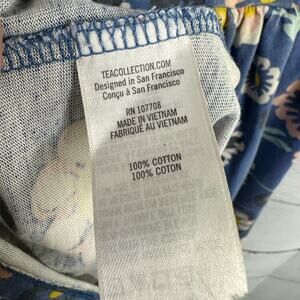 TEACOLLECTION.COM
Designed in San Francisco
Conçu à San Francisco
RN 107708
MADE IN VIETNAM
FABRIQUÉ AU VIETNAM
100% COTTON
100% COTON